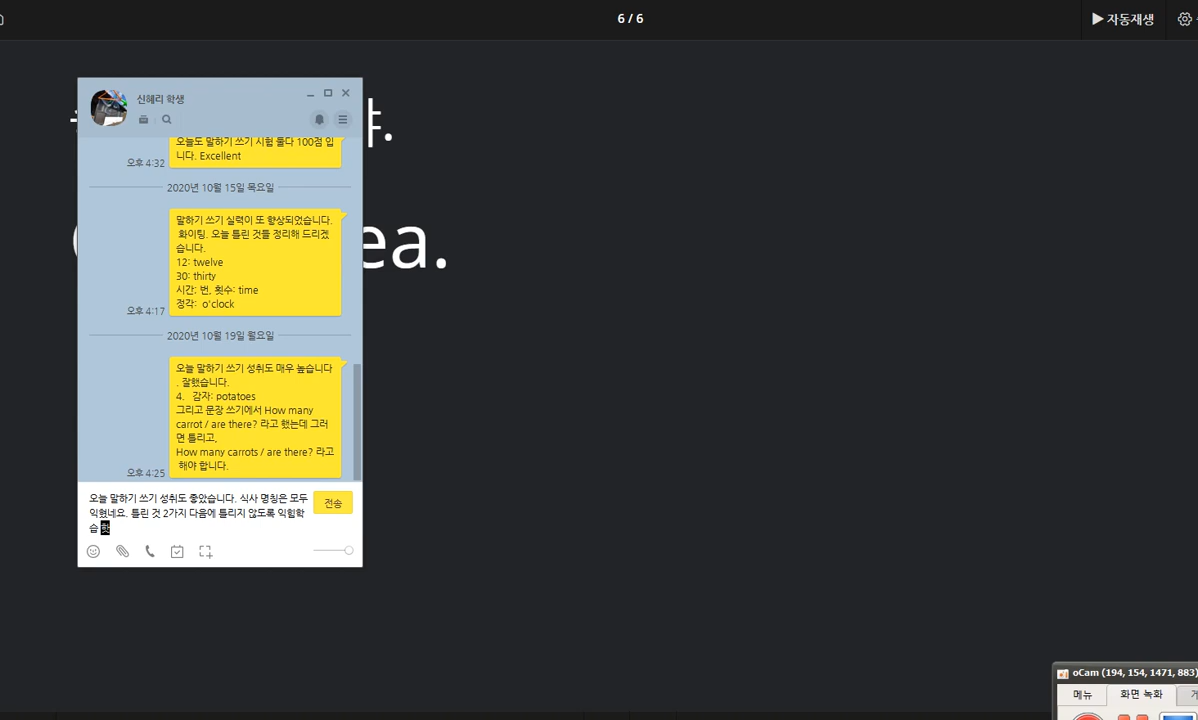 6 / 6
▶ 자동재생
신혜리 학생
오늘도 말하기 쓰기 시험 둘다 100점 입
니다. Excellent
오후 4:32
2020년 10월 15일 목요일
말하기 쓰기 실력이 또 향상되었습니다.
화이팅. 오늘 틀린 것들 정리해 드리겠
습니다.
12: twelve
30: thirty
시간; 번, 횟수: time
정각: o'clock
오후 4:17
2020년 10월 19일 월요일
오늘 말하기 쓰기 성취도 매우 높습니다
. 잘했습니다.
4. 감자: potatoes
그리고 문장 쓰기에서 How many
carrot / are there? 라고 했는데 그러
면 틀리고,
How many carrots / are there? 라고
해야 합니다.
오후 4:25
오늘 말하기 쓰기 성취도 좋았습니다. 식사 명칭은 모두
익혔네요. 틀린 것 2가지 다음에 틀리지 않도록 익힘학
습 핫
전송
ea.
oCam (194, 154, 1471, 883)
메뉴
화면 녹화